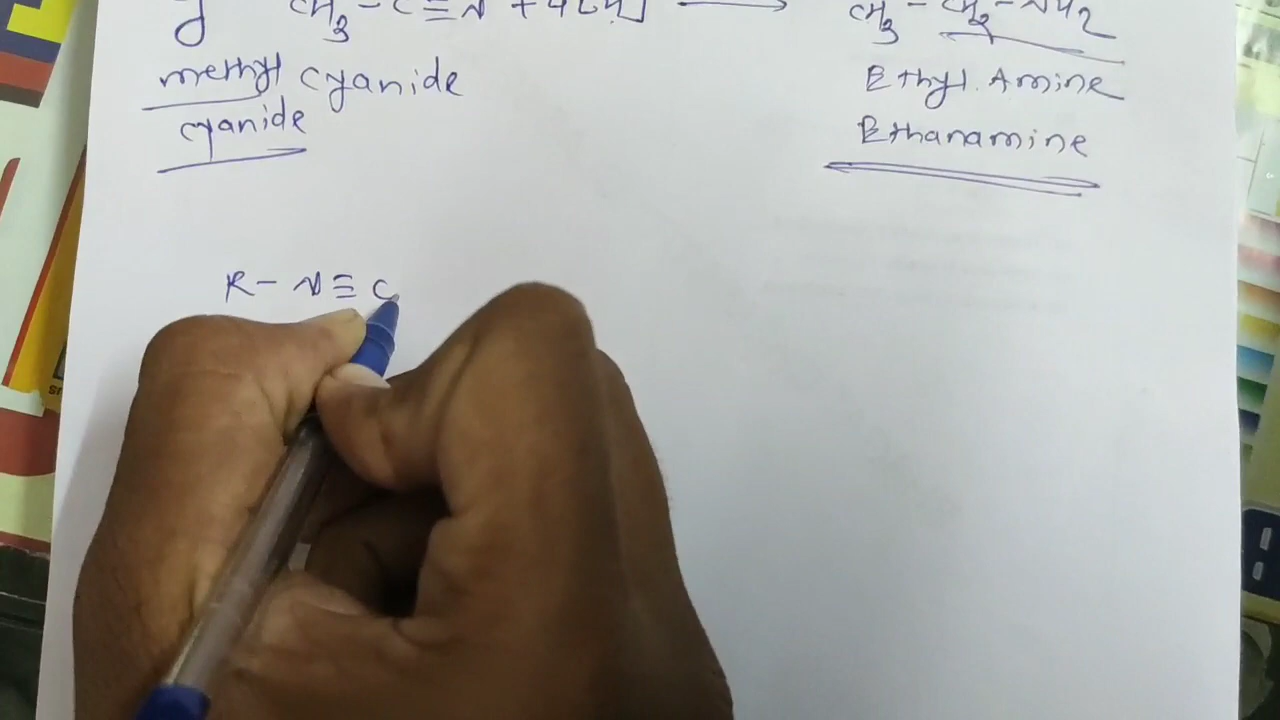 CH3 - C ≡ N + 4[H] → CH3 - CH2 - NH2
methyl cyanide Ethyl Amine
cyanide Ethanamine
R - N ≡ C